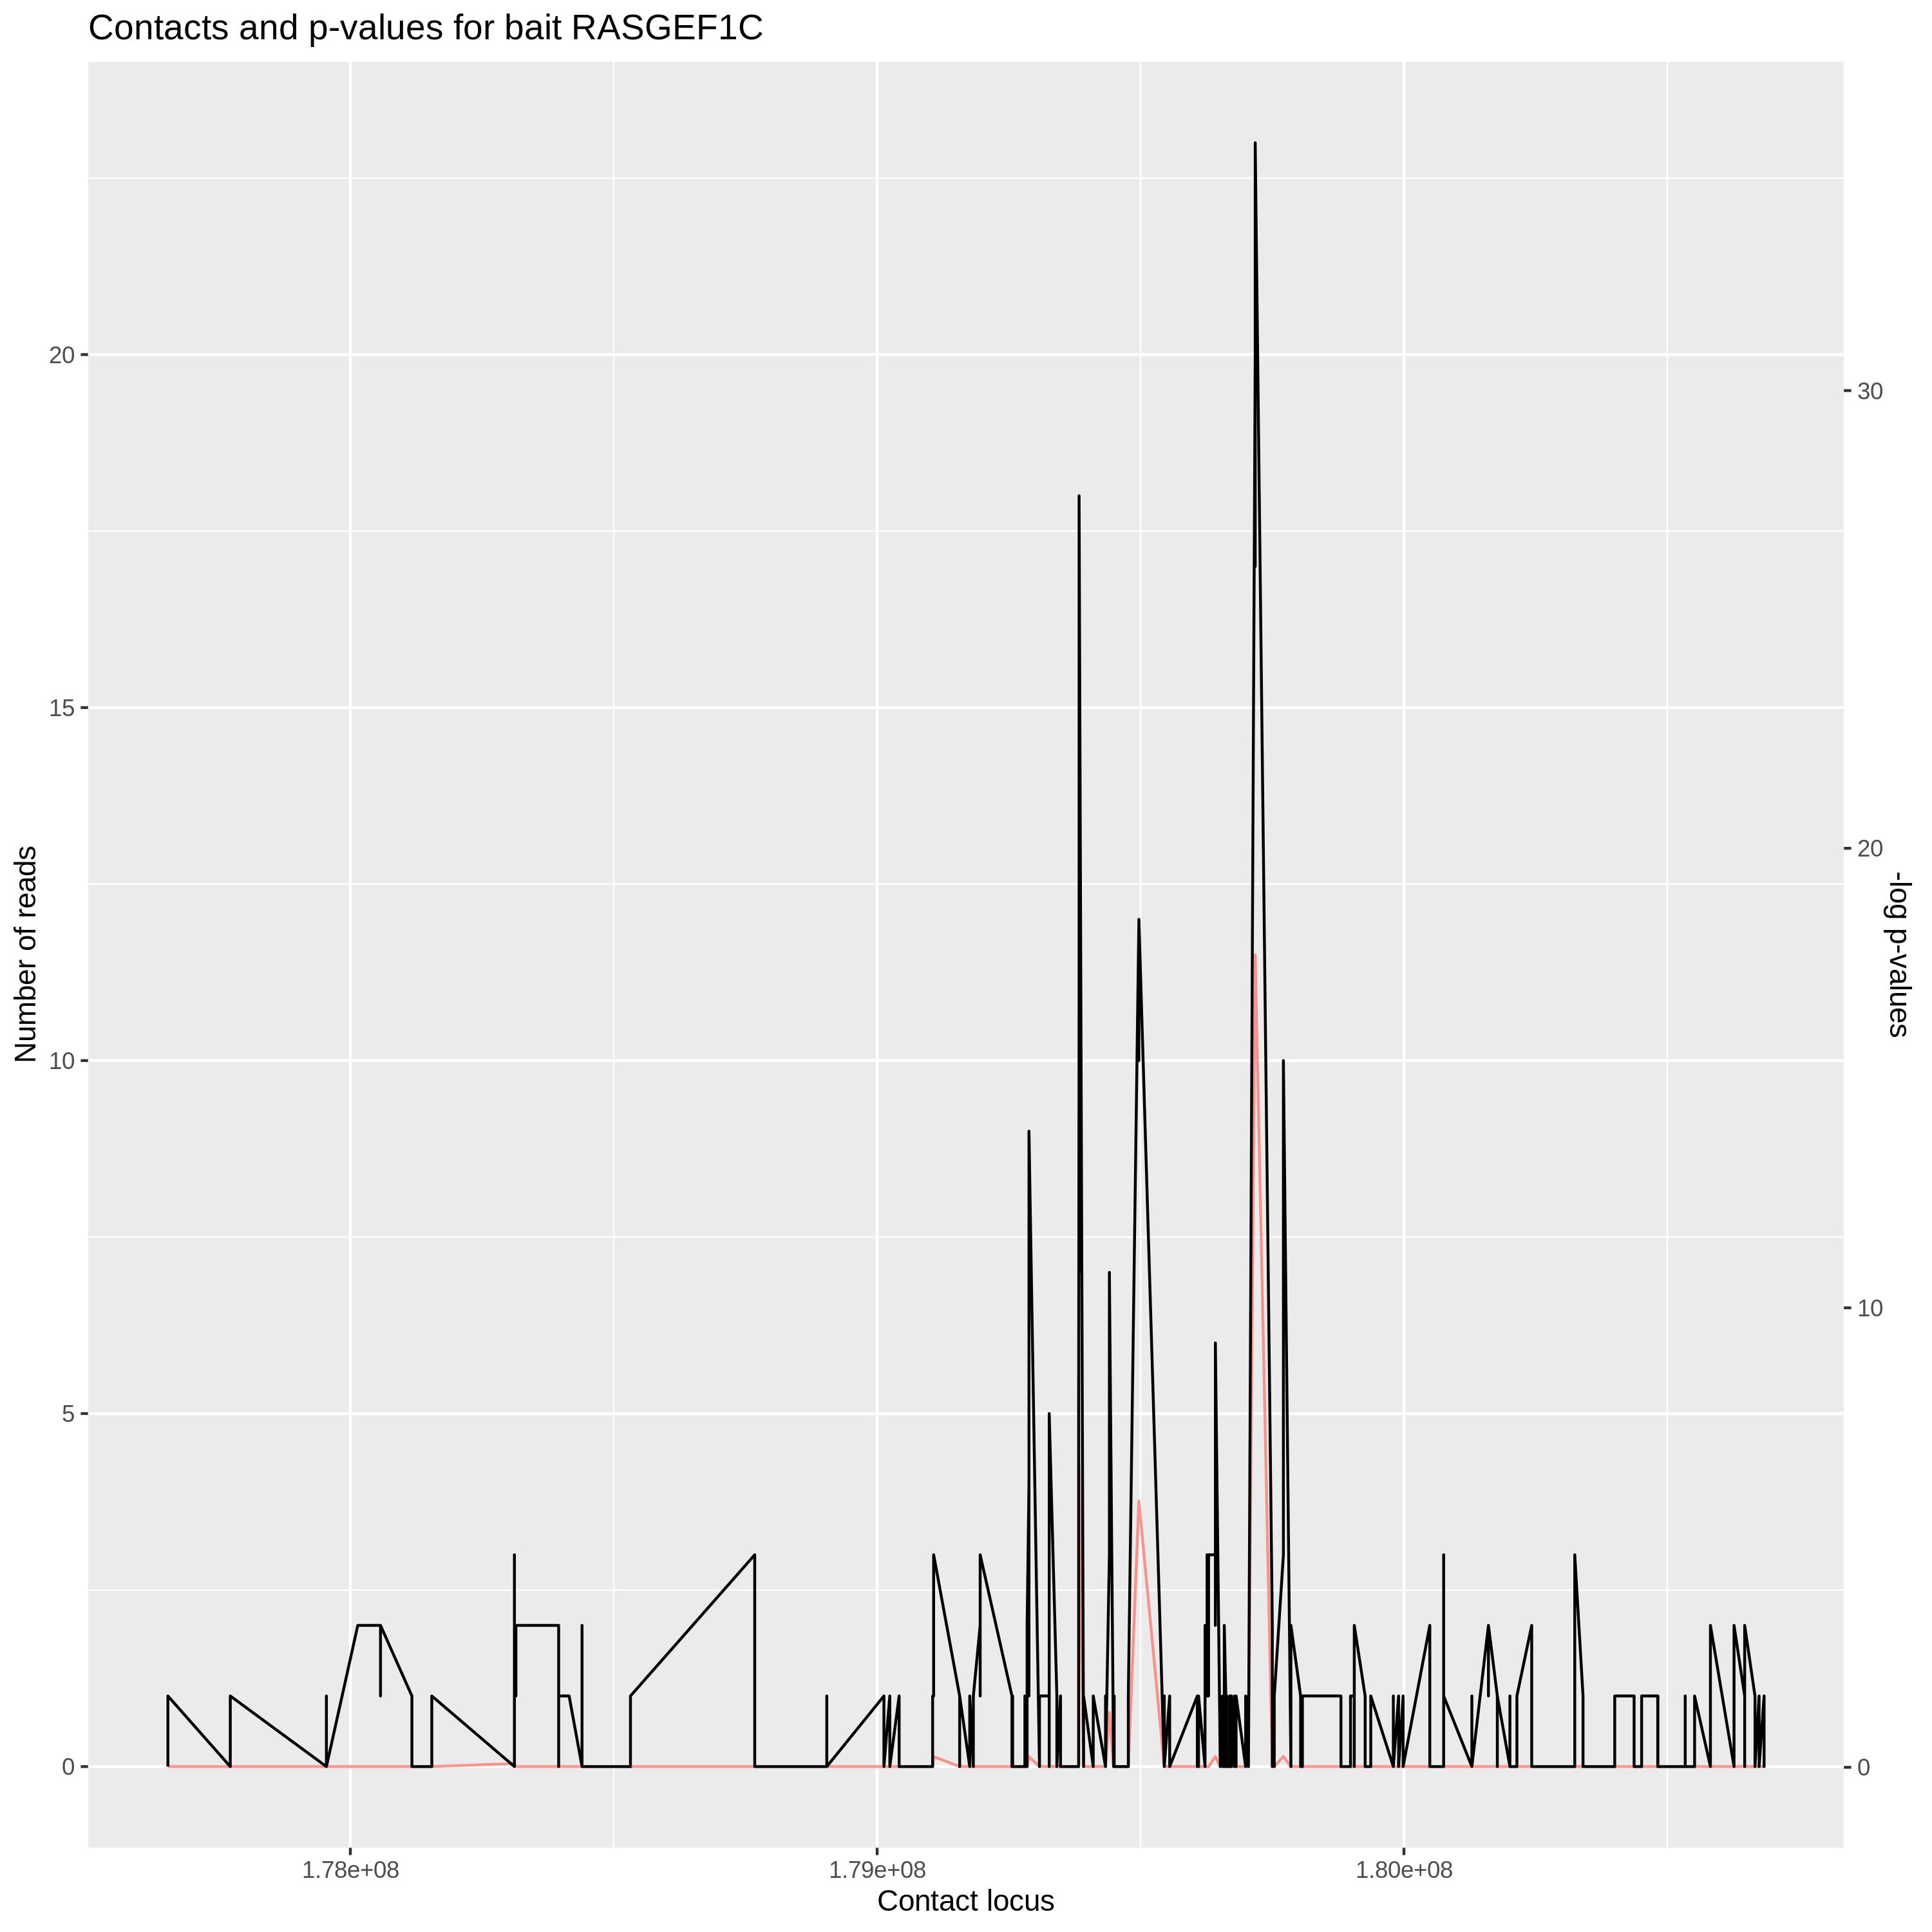 Contacts and p-values for bait RASGEF1C
Number of reads
20
15
10
5
0
30
20
10
0
-log p-values
1.78e+08
1.79e+08
1.80e+08
Contact locus